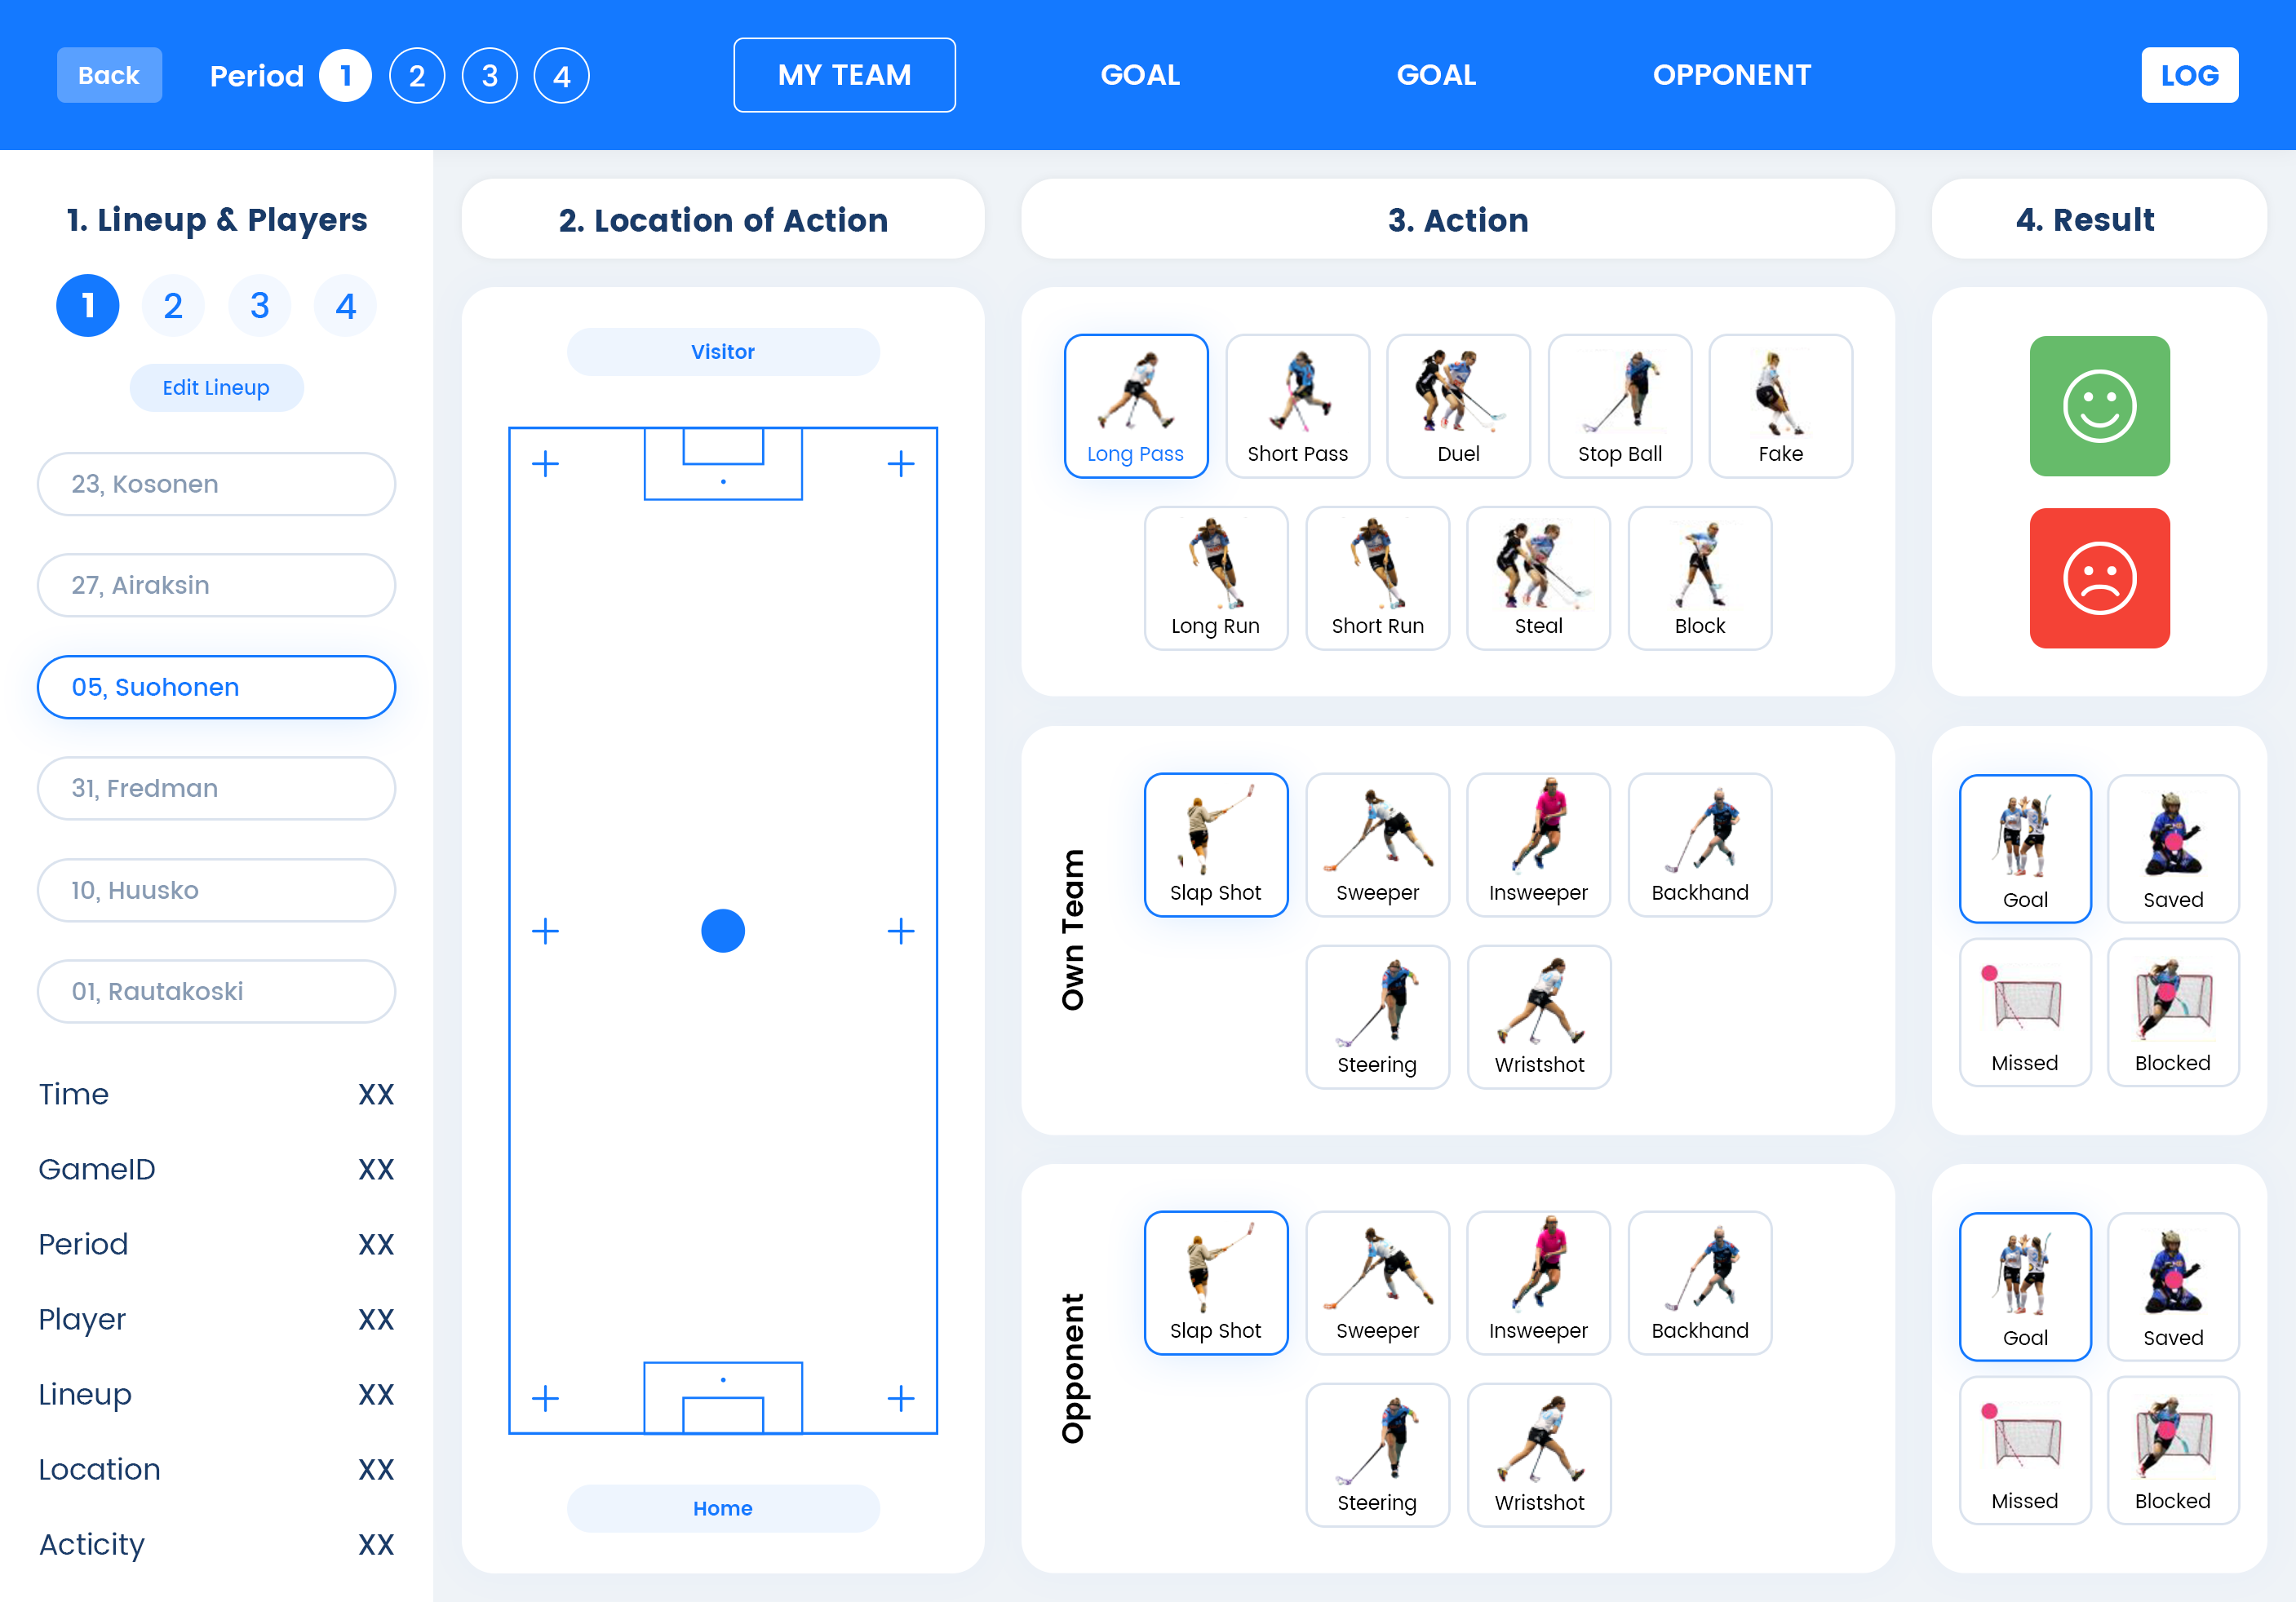 Back
Period 1 2 3 4
MY TEAM
GOAL
GOAL
OPPONENT
LOG
1. Lineup & Players
1 2 3 4
Edit Lineup
23, Kosonen
27, Airaksin
05, Suohonen
31, Fredman
10, Huusko
01, Rautakoski
Time XX
GameID XX
Period XX
Player XX
Lineup XX
Location XX
Acticity XX
2. Location of Action
Visitor
Home
3. Action
Long Pass
Short Pass
Duel
Stop Ball
Fake
Long Run
Short Run
Steal
Block
Own Team
Slap Shot
Sweeper
Insweeper
Backhand
Steering
Wristshot
Opponent
Slap Shot
Sweeper
Insweeper
Backhand
Steering
Wristshot
4. Result
Goal
Saved
Missed
Blocked
Goal
Saved
Missed
Blocked